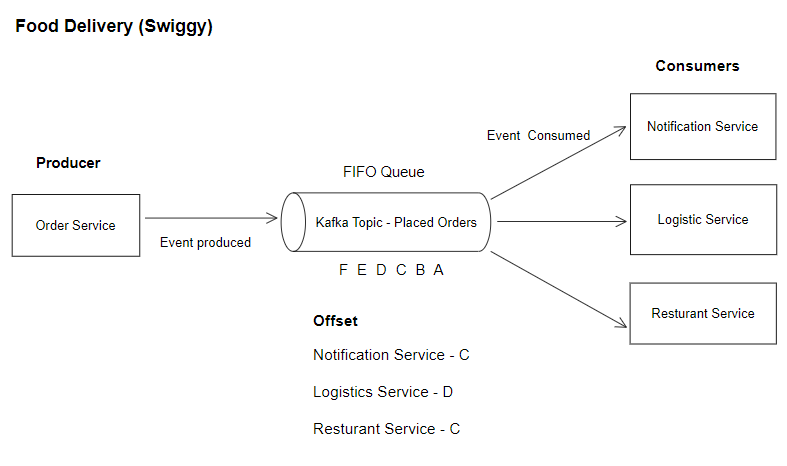 Food Delivery (Swiggy)
Consumers
Notification Service
Event Consumed
Producer
FIFO Queue
Order Service
Event produced
Kafka Topic - Placed Orders
Logistic Service
F E D C B A
Resturant Service
Offset
Notification Service - C
Logistics Service - D
Resturant Service - C